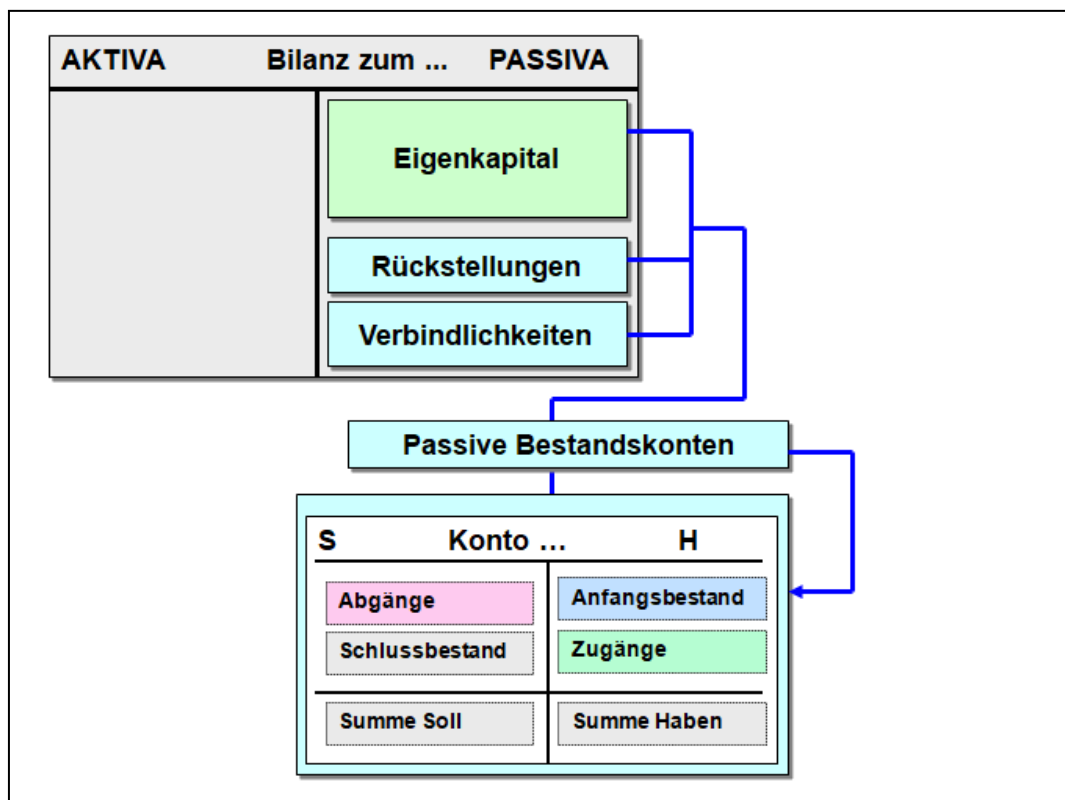 AKTIVA Bilanz zum ... PASSIVA
Eigenkapital
Rückstellungen
Verbindlichkeiten
Passive Bestandskonten
S Konto ... H
Abgänge Anfangsbestand
Schlussbestand Zugänge
Summe Soll Summe Haben